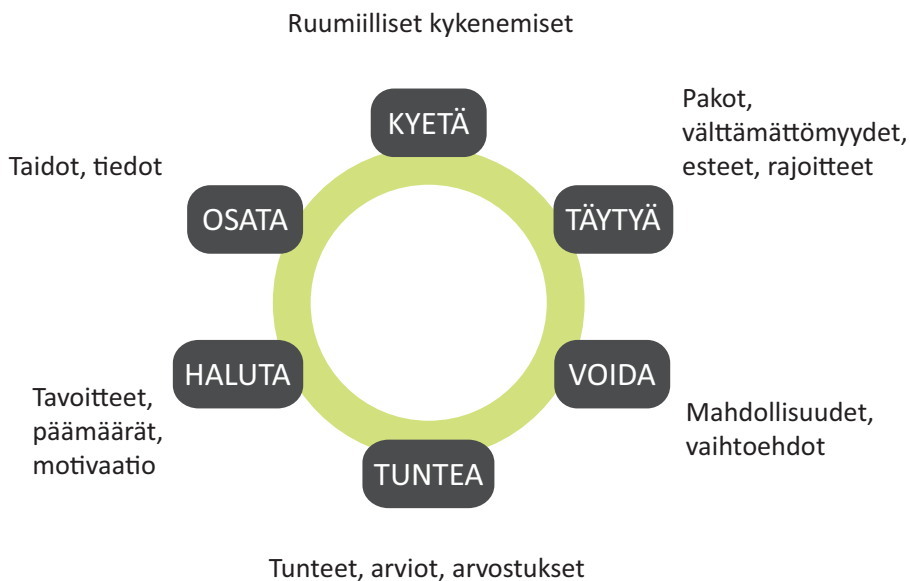 Ruumiilliset kykenemiset
KYETÄ
Pakot,
välttämättömyydet,
esteet, rajoitteet
TÄYTYÄ
VOIDA
Mahdollisuudet,
vaihtoehdot
TUNTEA
Tunteet, arviot, arvostukset
HALUTA
Tavoitteet,
päämäärät,
motivaatio
OSATA
Taidot, tiedot